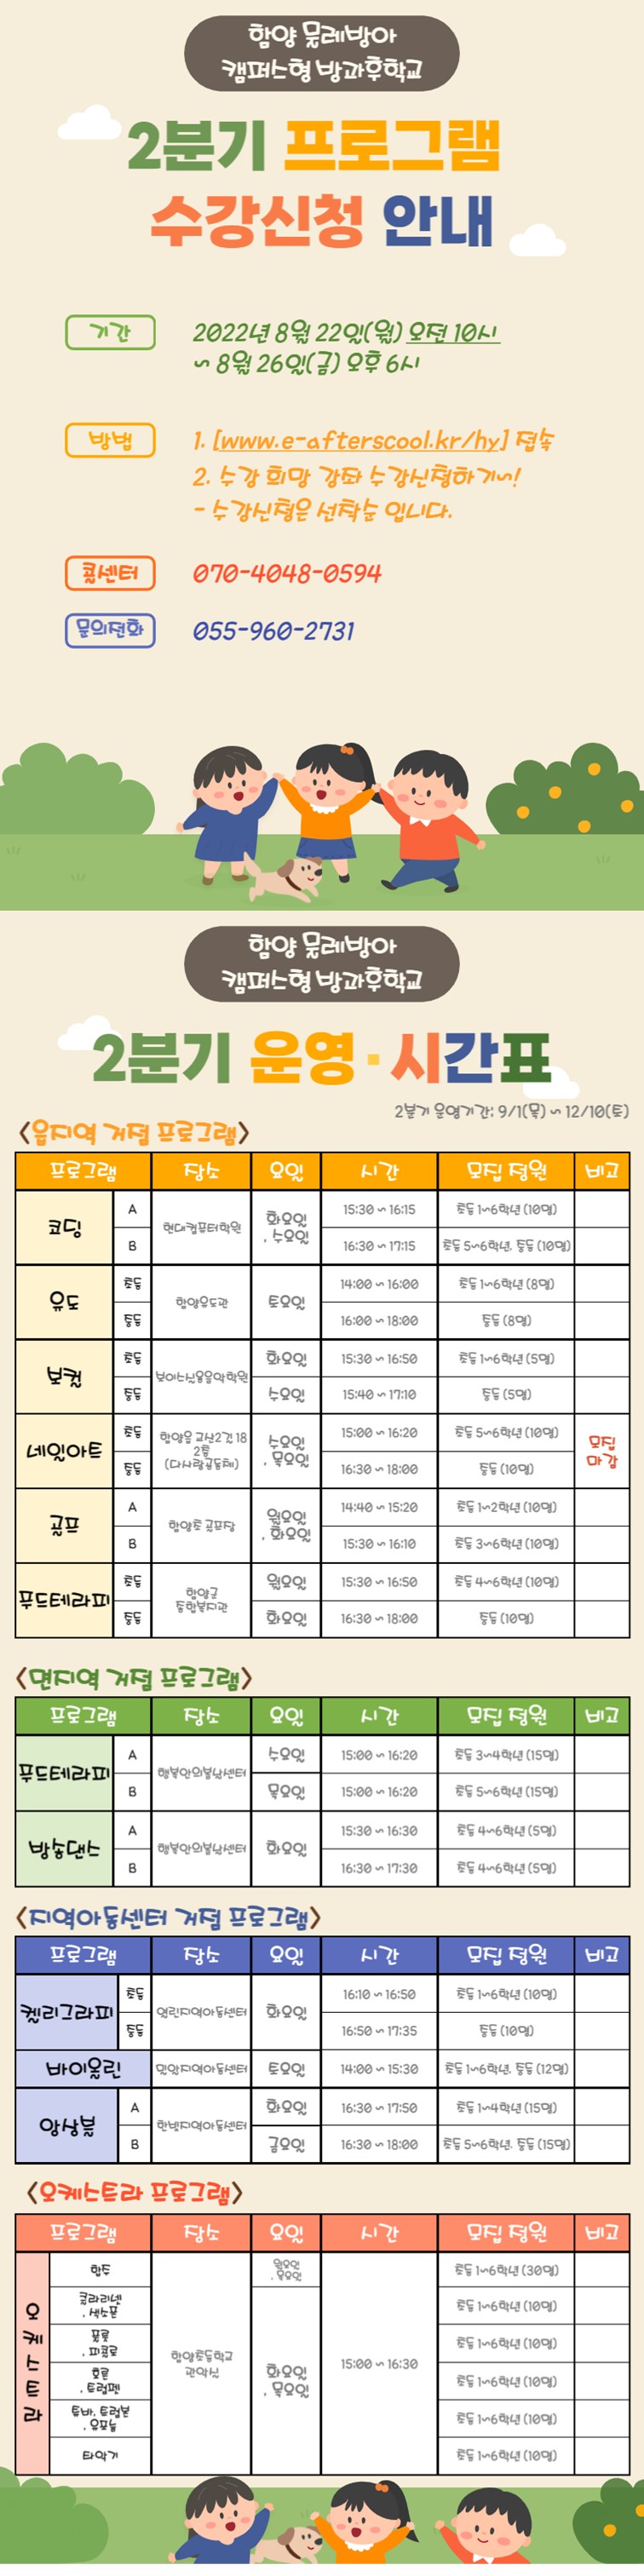 함양 물레방아
캠퍼스형 방과후학교
2분기 프로그램
수강신청 안내
기간
2022년 8월 22일(월) 오전 10시
~ 8월 26일(금) 오후 6시
방법
1. [www.e-afterscool.kr/hy] 접속
2. 수강 희망 강좌 수강신청하기~!
- 수강신청은 선착순 입니다.
콜센터
070-4048-0594
문의전화
055-960-2731
함양 물레방아
캠퍼스형 방과후학교
2분기 운영·시간표
2분기 운영기간: 9/1(목) ~ 12/10(토)
<읍지역 거점 프로그램>
프로그램 장소 요일 시간 모집 정원 비고
코딩 현대컴퓨터학원 화요일, 수요일
A 15:30 ~ 16:15 초등 1~6학년 (10명)
B 16:30 ~ 17:15 초등 5~6학년, 중등 (10명)
유도 함양유도관 토요일
초등 14:00 ~ 16:00 초등 1~6학년 (8명)
중등 16:00 ~ 18:00 중등 (8명)
보컬 보이스실용음악학원
초등 화요일 15:30 ~ 16:50 초등 1~6학년 (5명)
중등 수요일 15:40 ~ 17:10 중등 (5명)
네일아트
함양읍 교산2길 18
2층
(다사랑공동체)
수요일
, 목요일
초등 15:00 ~ 16:20 초등 5~6학년 (10명)
중등 16:30 ~ 18:00 중등 (10명)
모집
마감
골프 함양로 골프장 월요일, 화요일
A 14:40 ~ 15:20 초등 1~2학년 (10명)
B 15:30 ~ 16:10 초등 3~6학년 (10명)
푸드테라피
함양군
통합복지관
초등 월요일 15:30 ~ 16:50 초등 4~6학년 (10명)
중등 화요일 16:30 ~ 18:00 중등 (10명)
<면지역 거점 프로그램>
프로그램 장소 요일 시간 모집 정원 비고
푸드테라피 행복안의봄날센터
A 수요일 15:00 ~ 16:20 초등 3~4학년 (15명)
B 목요일 15:00 ~ 16:20 초등 5~6학년 (15명)
방송댄스 행복안의봄날센터 화요일
A 15:30 ~ 16:30 초등 4~6학년 (5명)
B 16:30 ~ 17:30 초등 4~6학년 (5명)
<지역아동센터 거점 프로그램>
프로그램 장소 요일 시간 모집 정원 비고
켈리그라피 열린지역아동센터 화요일
초등 16:10 ~ 16:50 초등 1~6학년 (10명)
중등 16:50 ~ 17:35 중등 (10명)
바이올린 밀알지역아동센터 토요일 14:00 ~ 15:30 초등 1~6학년, 중등 (12명)
앙상블 한빛지역아동센터
A 화요일 16:30 ~ 17:50 초등 1~4학년 (15명)
B 금요일 16:30 ~ 18:00 초등 5~6학년, 중등 (15명)
<오케스트라 프로그램>
프로그램 장소 요일 시간 모집 정원 비고
오케스트라
함양초등학교
관악실
15:00 ~ 16:30
합주 월요일, 목요일 초등 1~6학년 (30명)
화요일
, 목요일
클라리넷
, 색소폰
초등 1~6학년 (10명)
플룻
, 피콜로
초등 1~6학년 (10명)
호른
, 트럼펫
초등 1~6학년 (10명)
튜바, 트럼본
, 유포늄
초등 1~6학년 (10명)
타악기 초등 1~6학년 (10명)